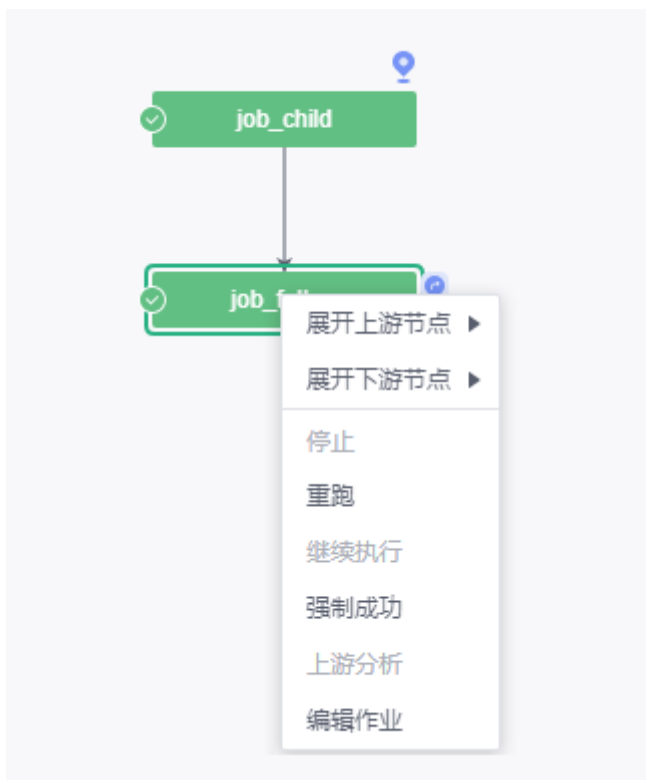 job_child
job_f
展开上游节点
展开下游节点
停止
重跑
继续执行
强制成功
上游分析
编辑作业